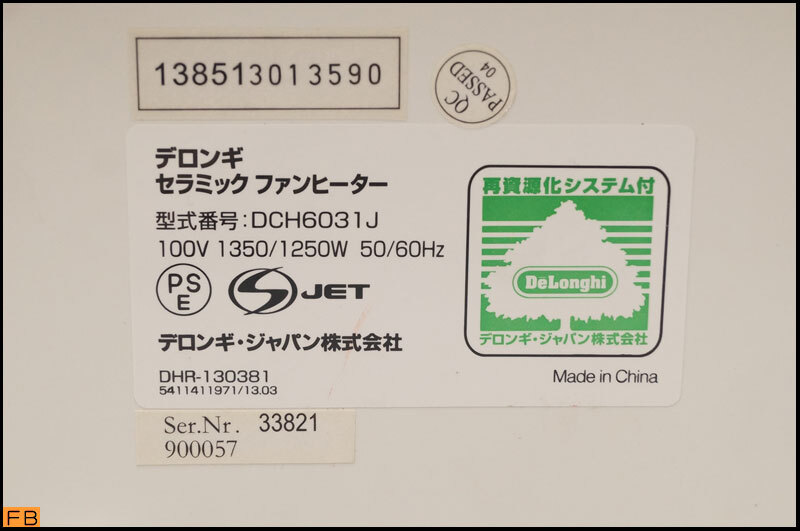 138513013590
QC
PASSED
04
デロンギ
セラミック ファンヒーター
型式番号:DCH6031J
100V 1350/1250W 50/60Hz
PS
E
S JET
デロンギ・ジャパン株式会社
DHR-130381
5411411971/13.03
再資源化システム付
DeLonghi
デロンギ・ジャパン株式会社
Made in China
Ser.Nr. 33821
900057
FB